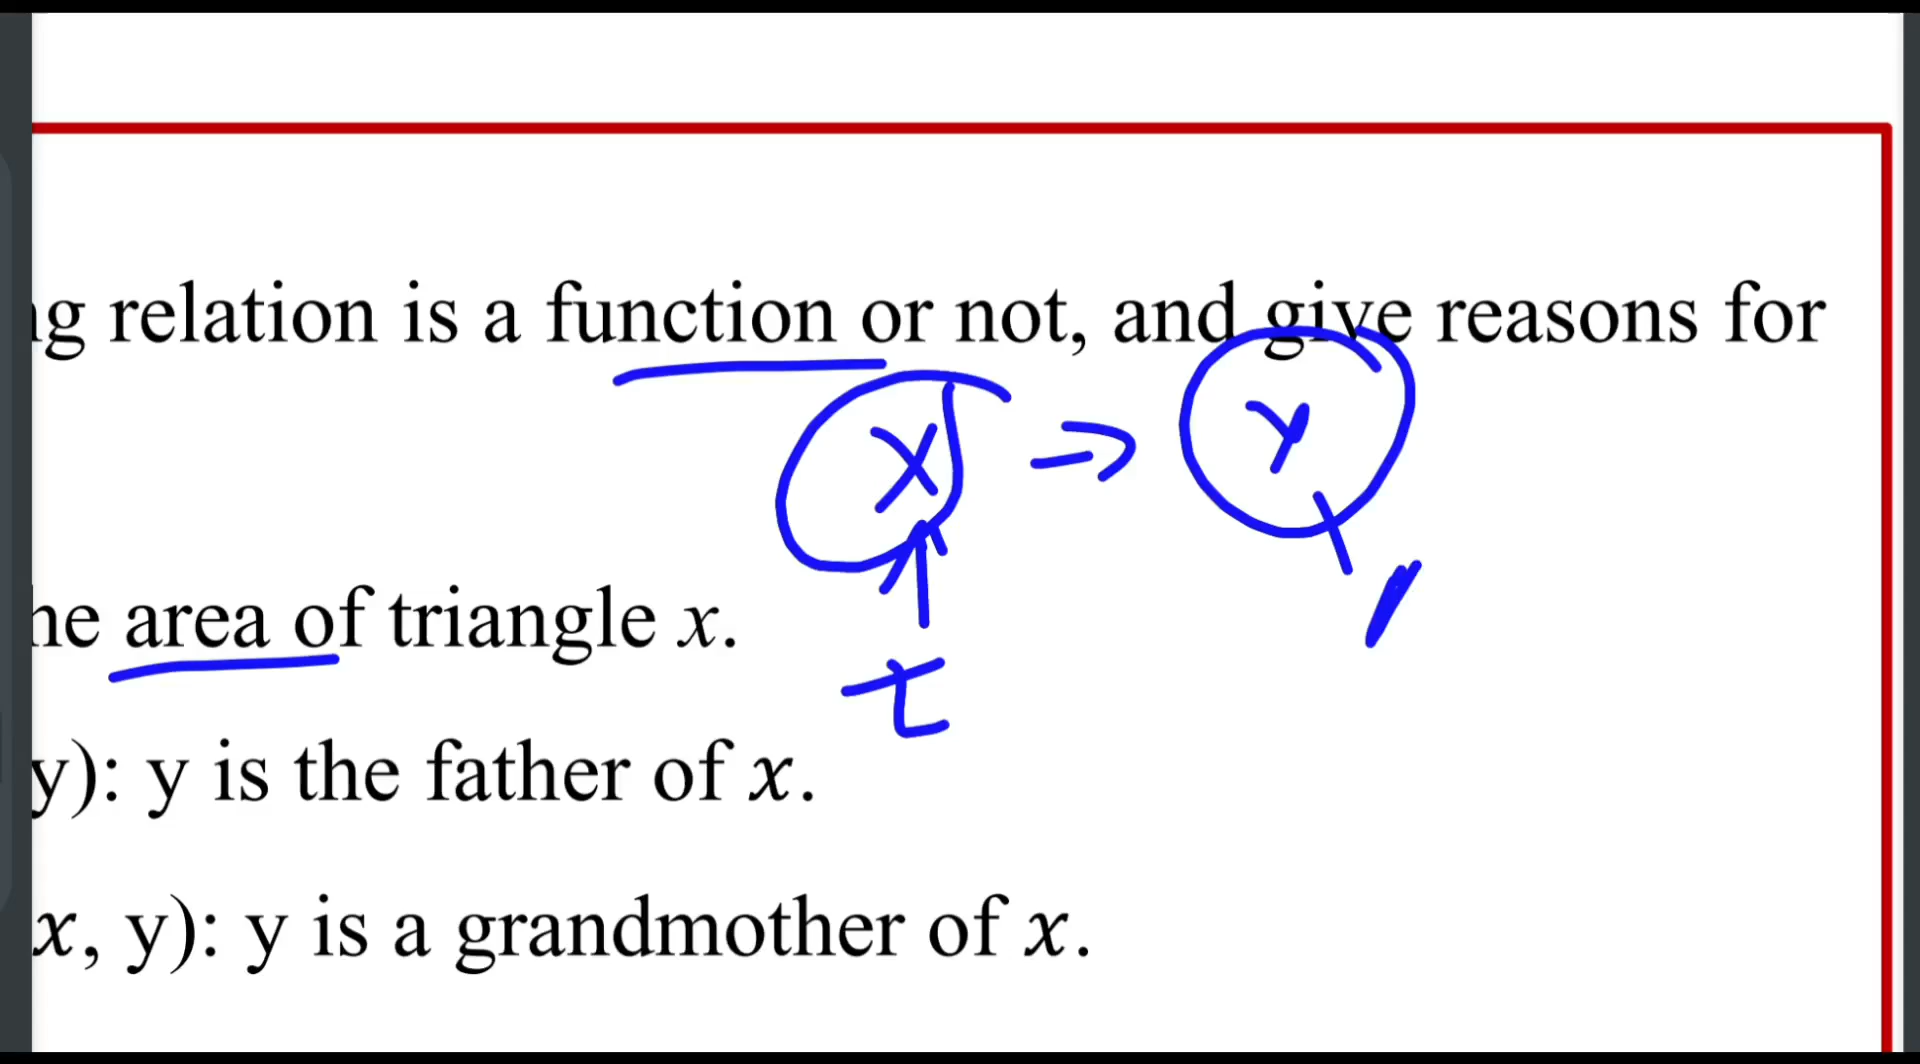 g relation is a function or not, and give reasons for
x → y
he area of triangle x.
t
y): y is the father of x.
x, y): y is a grandmother of x.